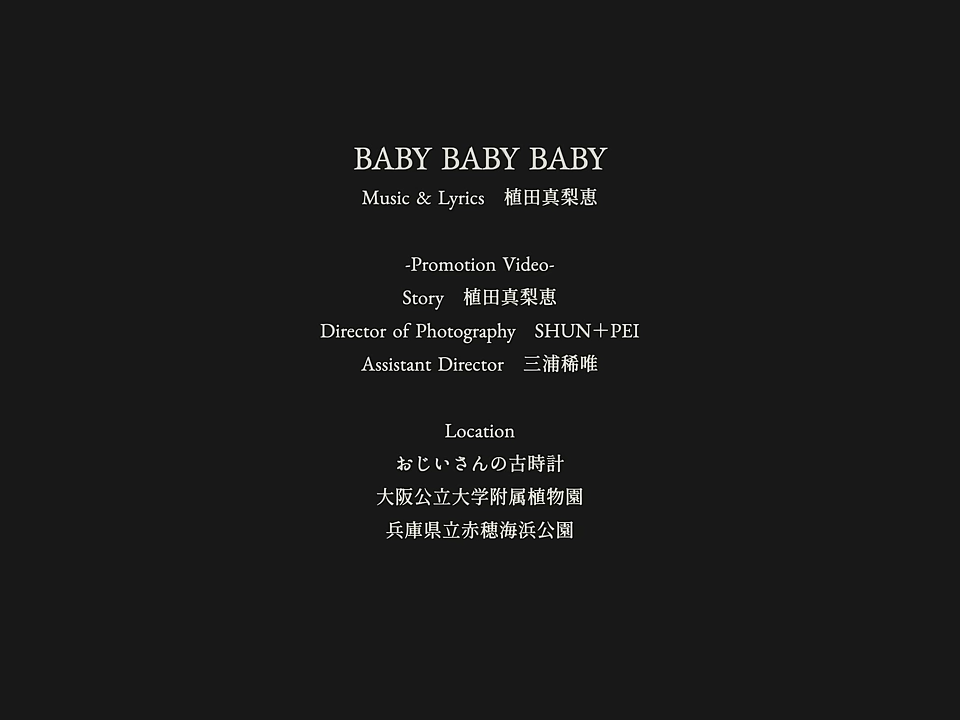 BABY BABY BABY
Music & Lyrics　植田真梨恵
-Promotion Video-
Story　植田真梨恵
Director of Photography　SHUN＋PEI
Assistant Director　三浦稀唯
Location
おじいさんの古時計
大阪公立大学附属植物園
兵庫県立赤穂海浜公園